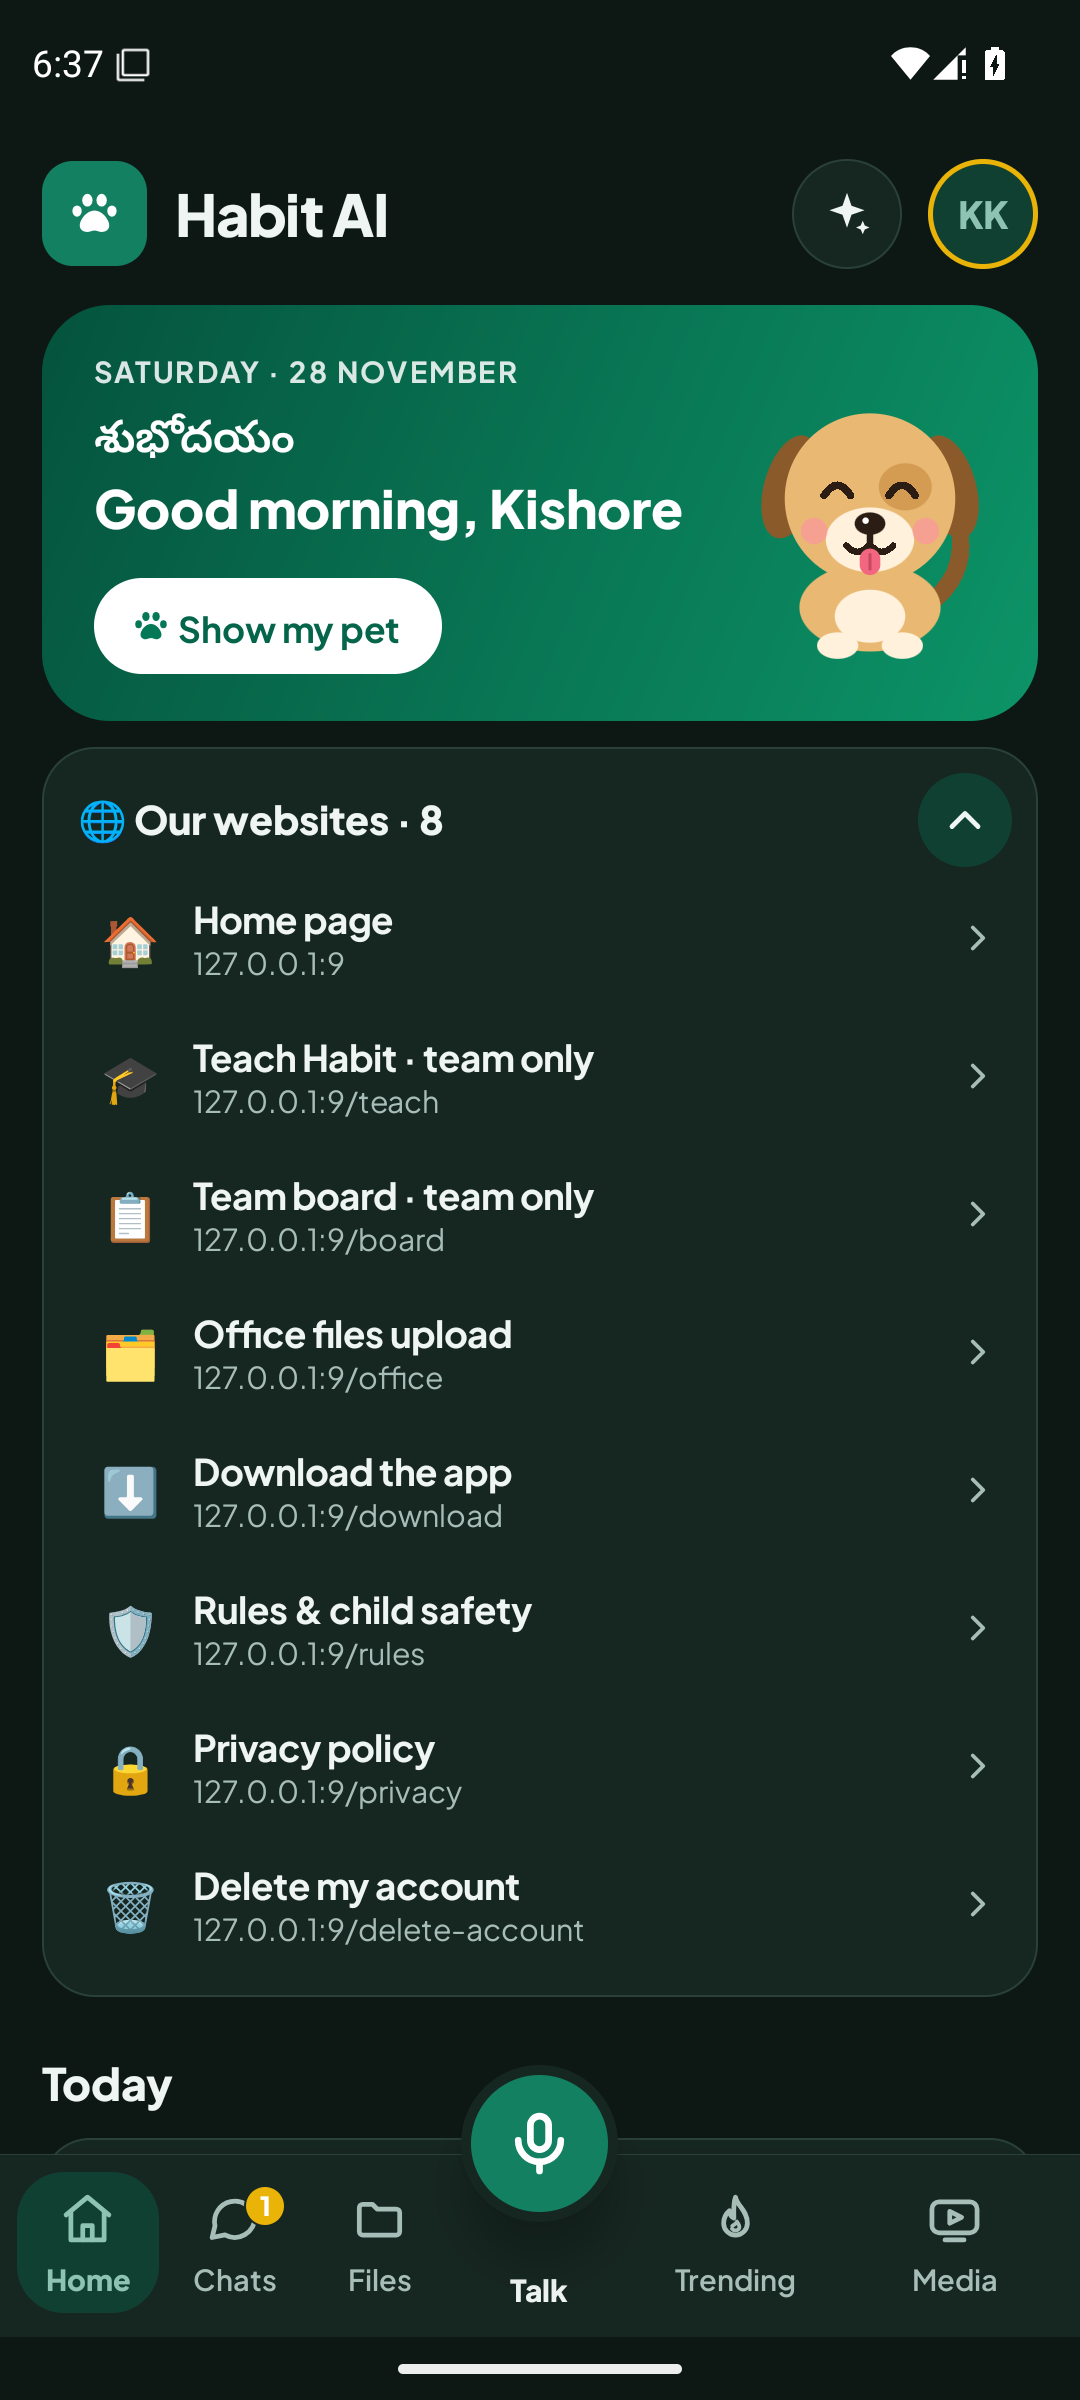 6:37
Habit AI
KK
SATURDAY · 28 NOVEMBER
శుభోదయం
Good morning, Kishore
Show my pet
Our websites · 8
Home page
127.0.0.1:9
Teach Habit · team only
127.0.0.1:9/teach
Team board · team only
127.0.0.1:9/board
Office files upload
127.0.0.1:9/office
Download the app
127.0.0.1:9/download
Rules & child safety
127.0.0.1:9/rules
Privacy policy
127.0.0.1:9/privacy
Delete my account
127.0.0.1:9/delete-account
Today
1
Home
Chats
Files
Talk
Trending
Media